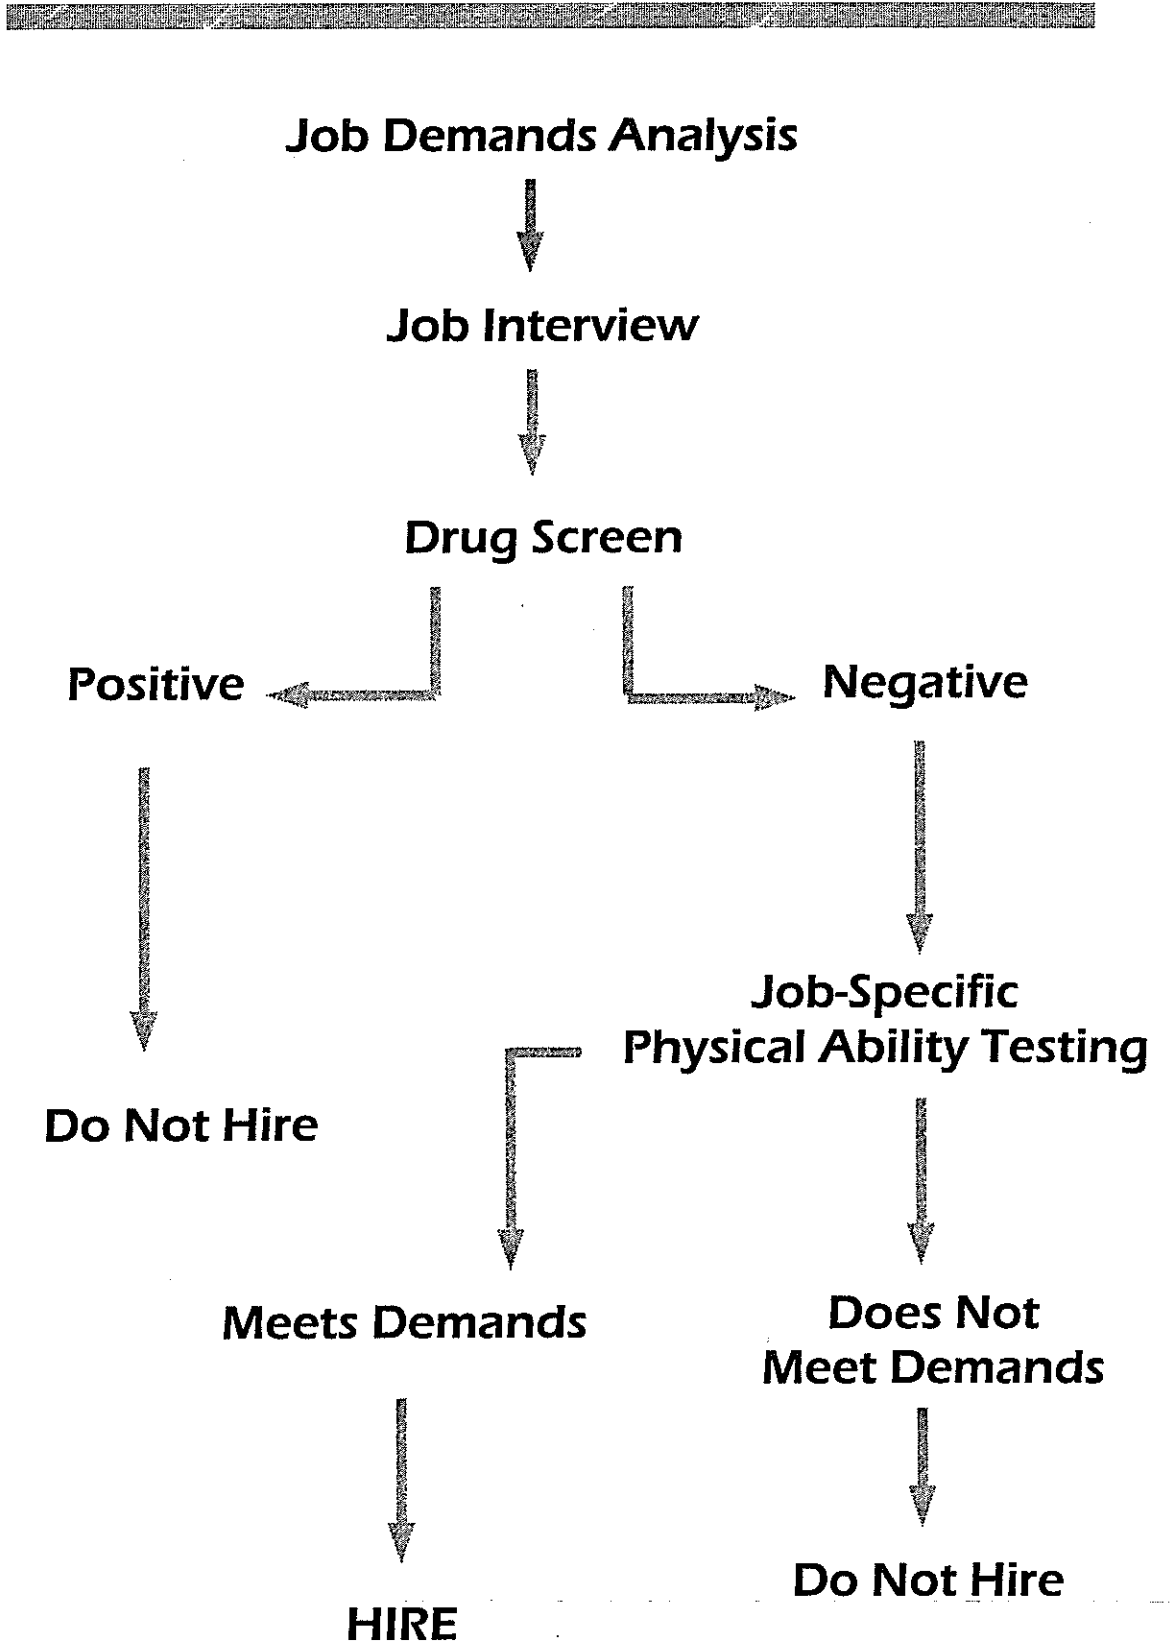 Job Demands Analysis
Job Interview
Drug Screen
Positive
Negative
Job-Specific
Physical Ability Testing
Do Not Hire
Meets Demands
Does Not
Meet Demands
Do Not Hire
HIRE